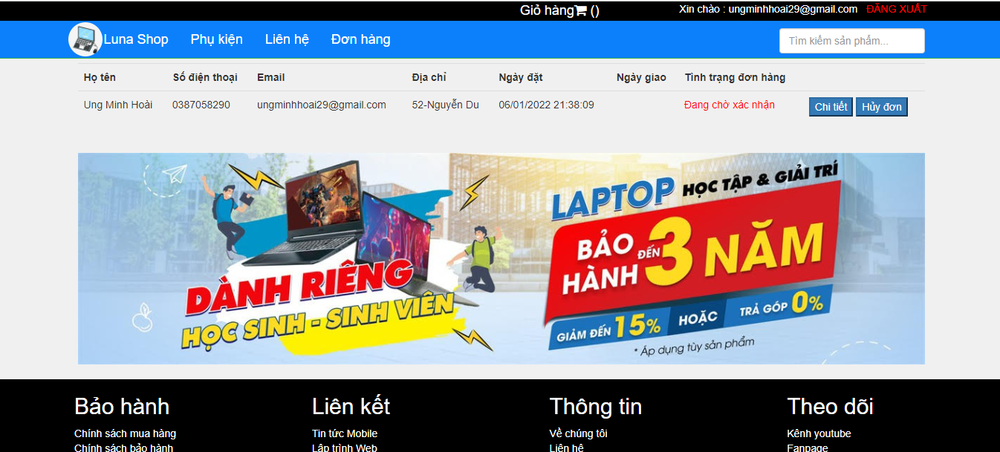 Giỏ hàng ()
Xin chào : ungminhhoai29@gmail.com ĐĂNG XUẤT
Luna Shop Phụ kiện Liên hệ Đơn hàng
Tìm kiếm sản phẩm...
Họ tên Số điện thoại Email Địa chỉ Ngày đặt Ngày giao Tình trạng đơn hàng
Ung Minh Hoài 0387058290 ungminhhoai29@gmail.com 52-Nguyễn Du 06/01/2022 21:38:09 Đang chờ xác nhận Chi tiết Hủy đơn
DÀNH RIÊNG
HỌC SINH - SINH VIÊN
LAPTOP HỌC TẬP & GIẢI TRÍ
BẢO HÀNH ĐẾN 3 NĂM
GIẢM ĐẾN 15% HOẶC TRẢ GÓP 0%
* Áp dụng tùy sản phẩm
Bảo hành Liên kết Thông tin Theo dõi
Chính sách mua hàng Tin tức Mobile Về chúng tôi Kênh youtube
Chính sách bảo hành Lập trình Web Liên hệ Fanpage